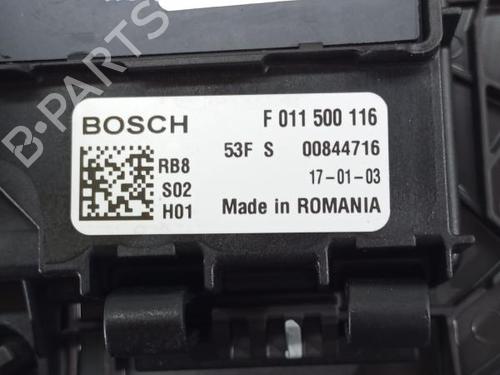 BOSCH
F 011 500 116
53F S 00844716
RB8
17-01-03
S02
H01
Made in ROMANIA
B-PARTS